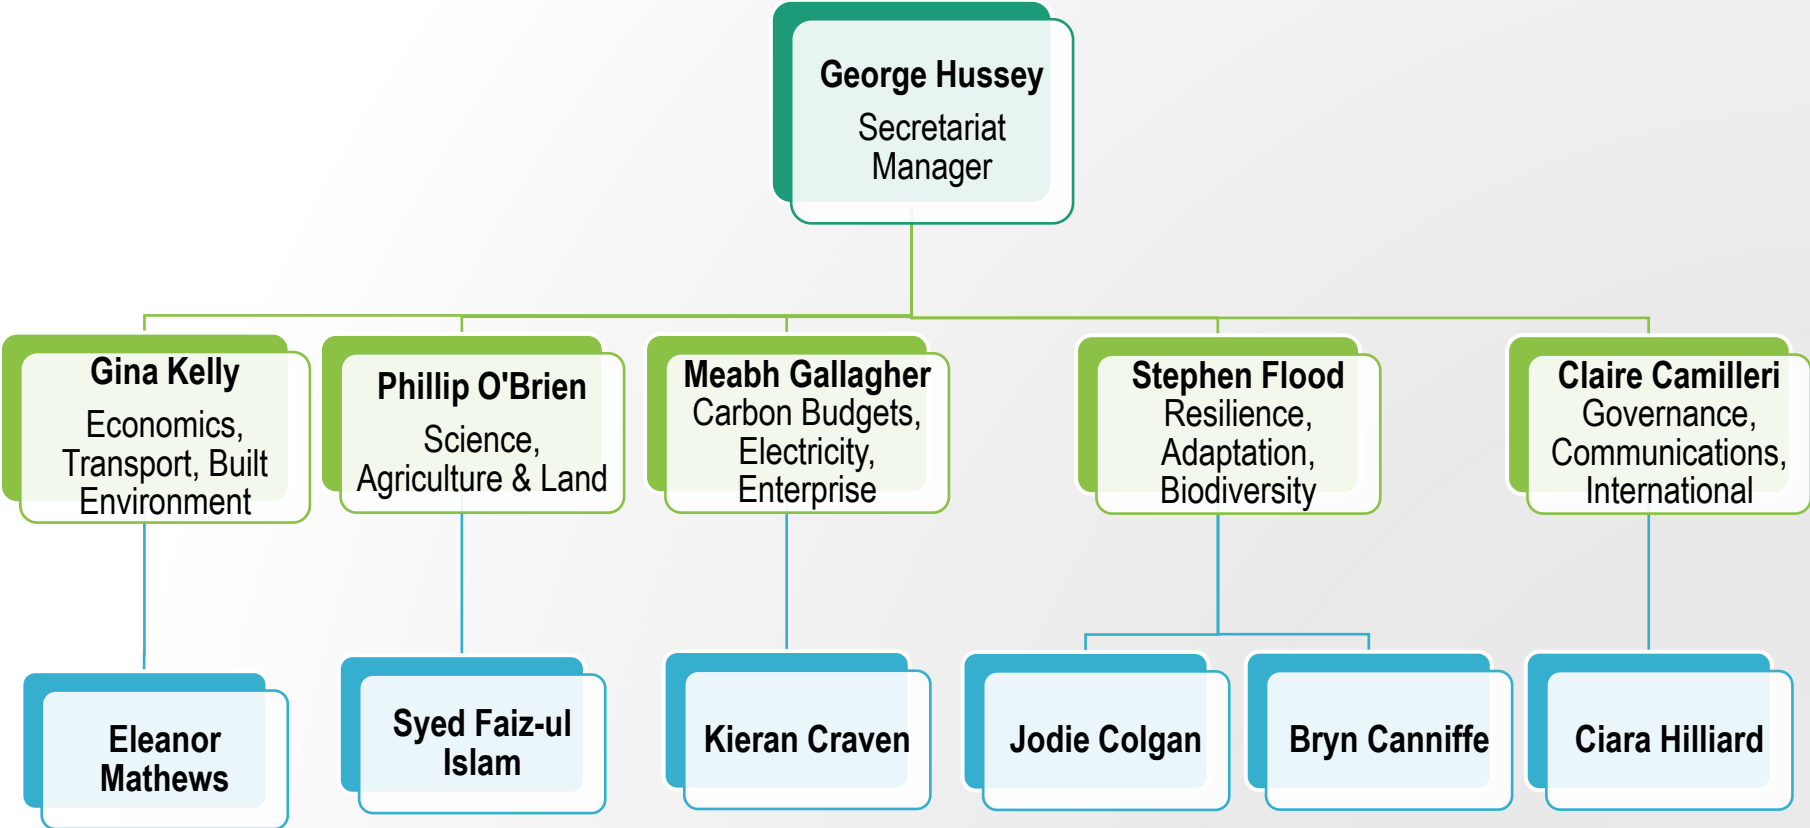 George Hussey
Secretariat
Manager
Gina Kelly
Economics,
Transport, Built
Environment
Phillip O'Brien
Science,
Agriculture & Land
Meabh Gallagher
Carbon Budgets,
Electricity,
Enterprise
Stephen Flood
Resilience,
Adaptation,
Biodiversity
Claire Camilleri
Governance,
Communications,
International
Eleanor
Mathews
Syed Faiz-ul
Islam
Kieran Craven
Jodie Colgan
Bryn Canniffe
Ciara Hilliard